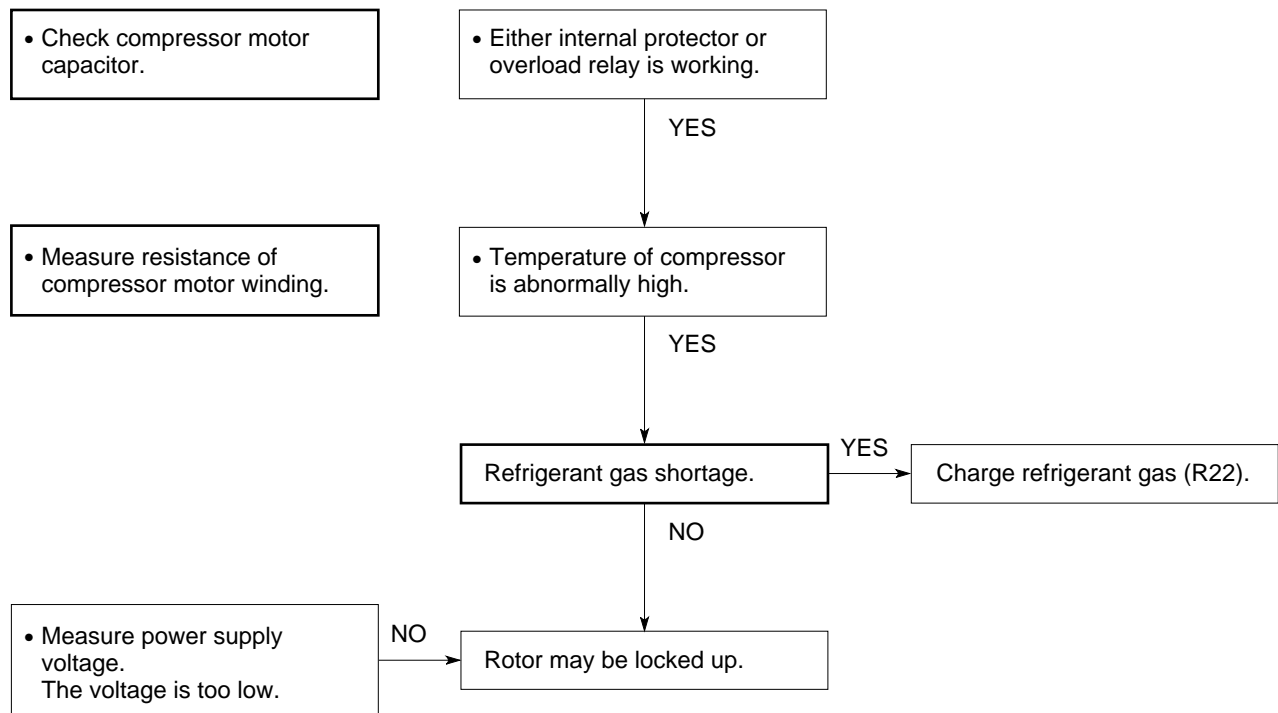 • Check compressor motor
capacitor.
• Either internal protector or
overload relay is working.
YES
• Measure resistance of
compressor motor winding.
• Temperature of compressor
is abnormally high.
YES
Refrigerant gas shortage.
YES
Charge refrigerant gas (R22).
NO
• Measure power supply
voltage.
The voltage is too low.
NO
Rotor may be locked up.